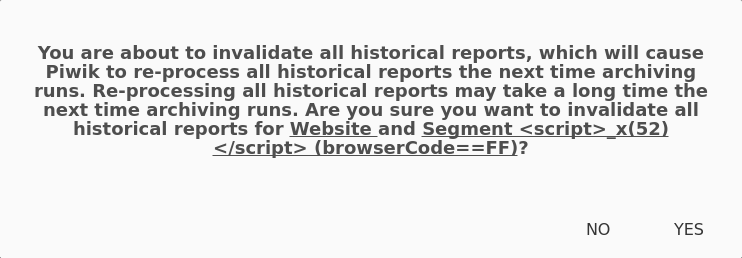 You are about to invalidate all historical reports, which will cause
Piwik to re-process all historical reports the next time archiving
runs. Re-processing all historical reports may take a long time the
next time archiving runs. Are you sure you want to invalidate all
historical reports for Website and Segment <script>_x(52)
</script> (browserCode==FF)?
NO YES